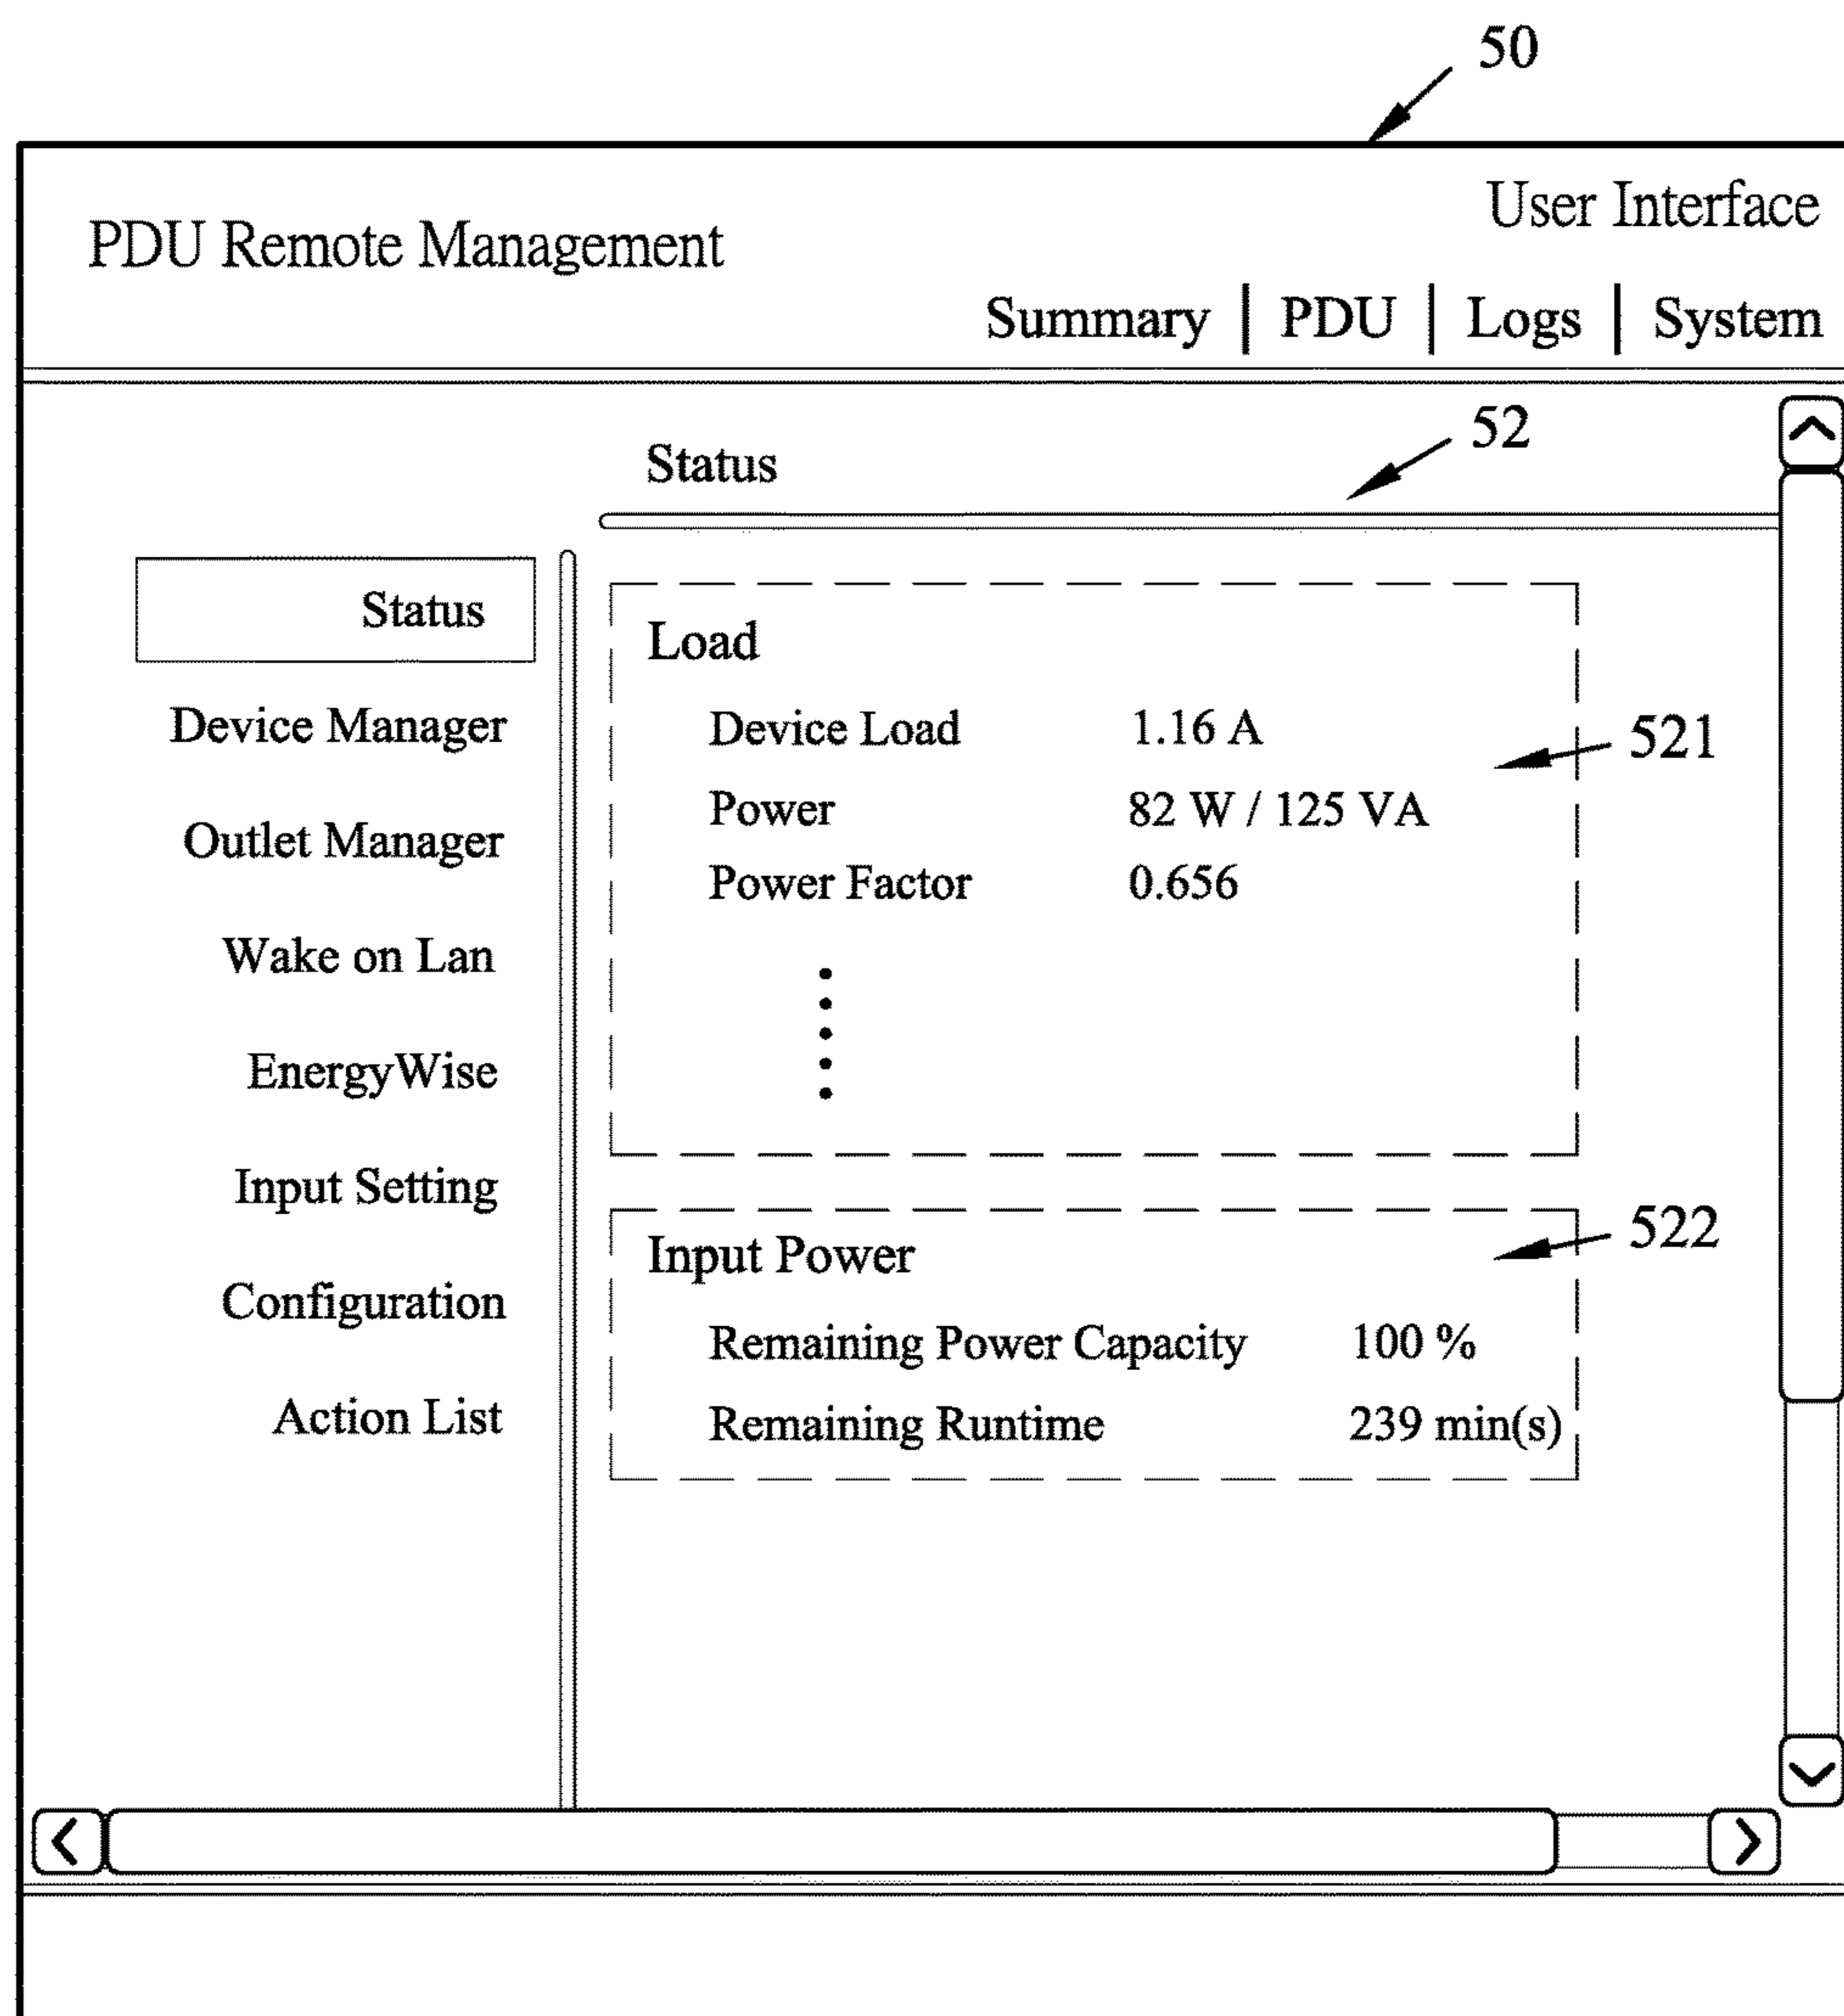 50
User Interface
PDU Remote Management
Summary | PDU | Logs | System
52
Status
Status
Device Manager
Outlet Manager
Wake on Lan
EnergyWise
Input Setting
Configuration
Action List
Load
Device Load 1.16 A
521
Power 82 W / 125 VA
Power Factor 0.656
522
Input Power
Remaining Power Capacity 100 %
Remaining Runtime 239 min(s)